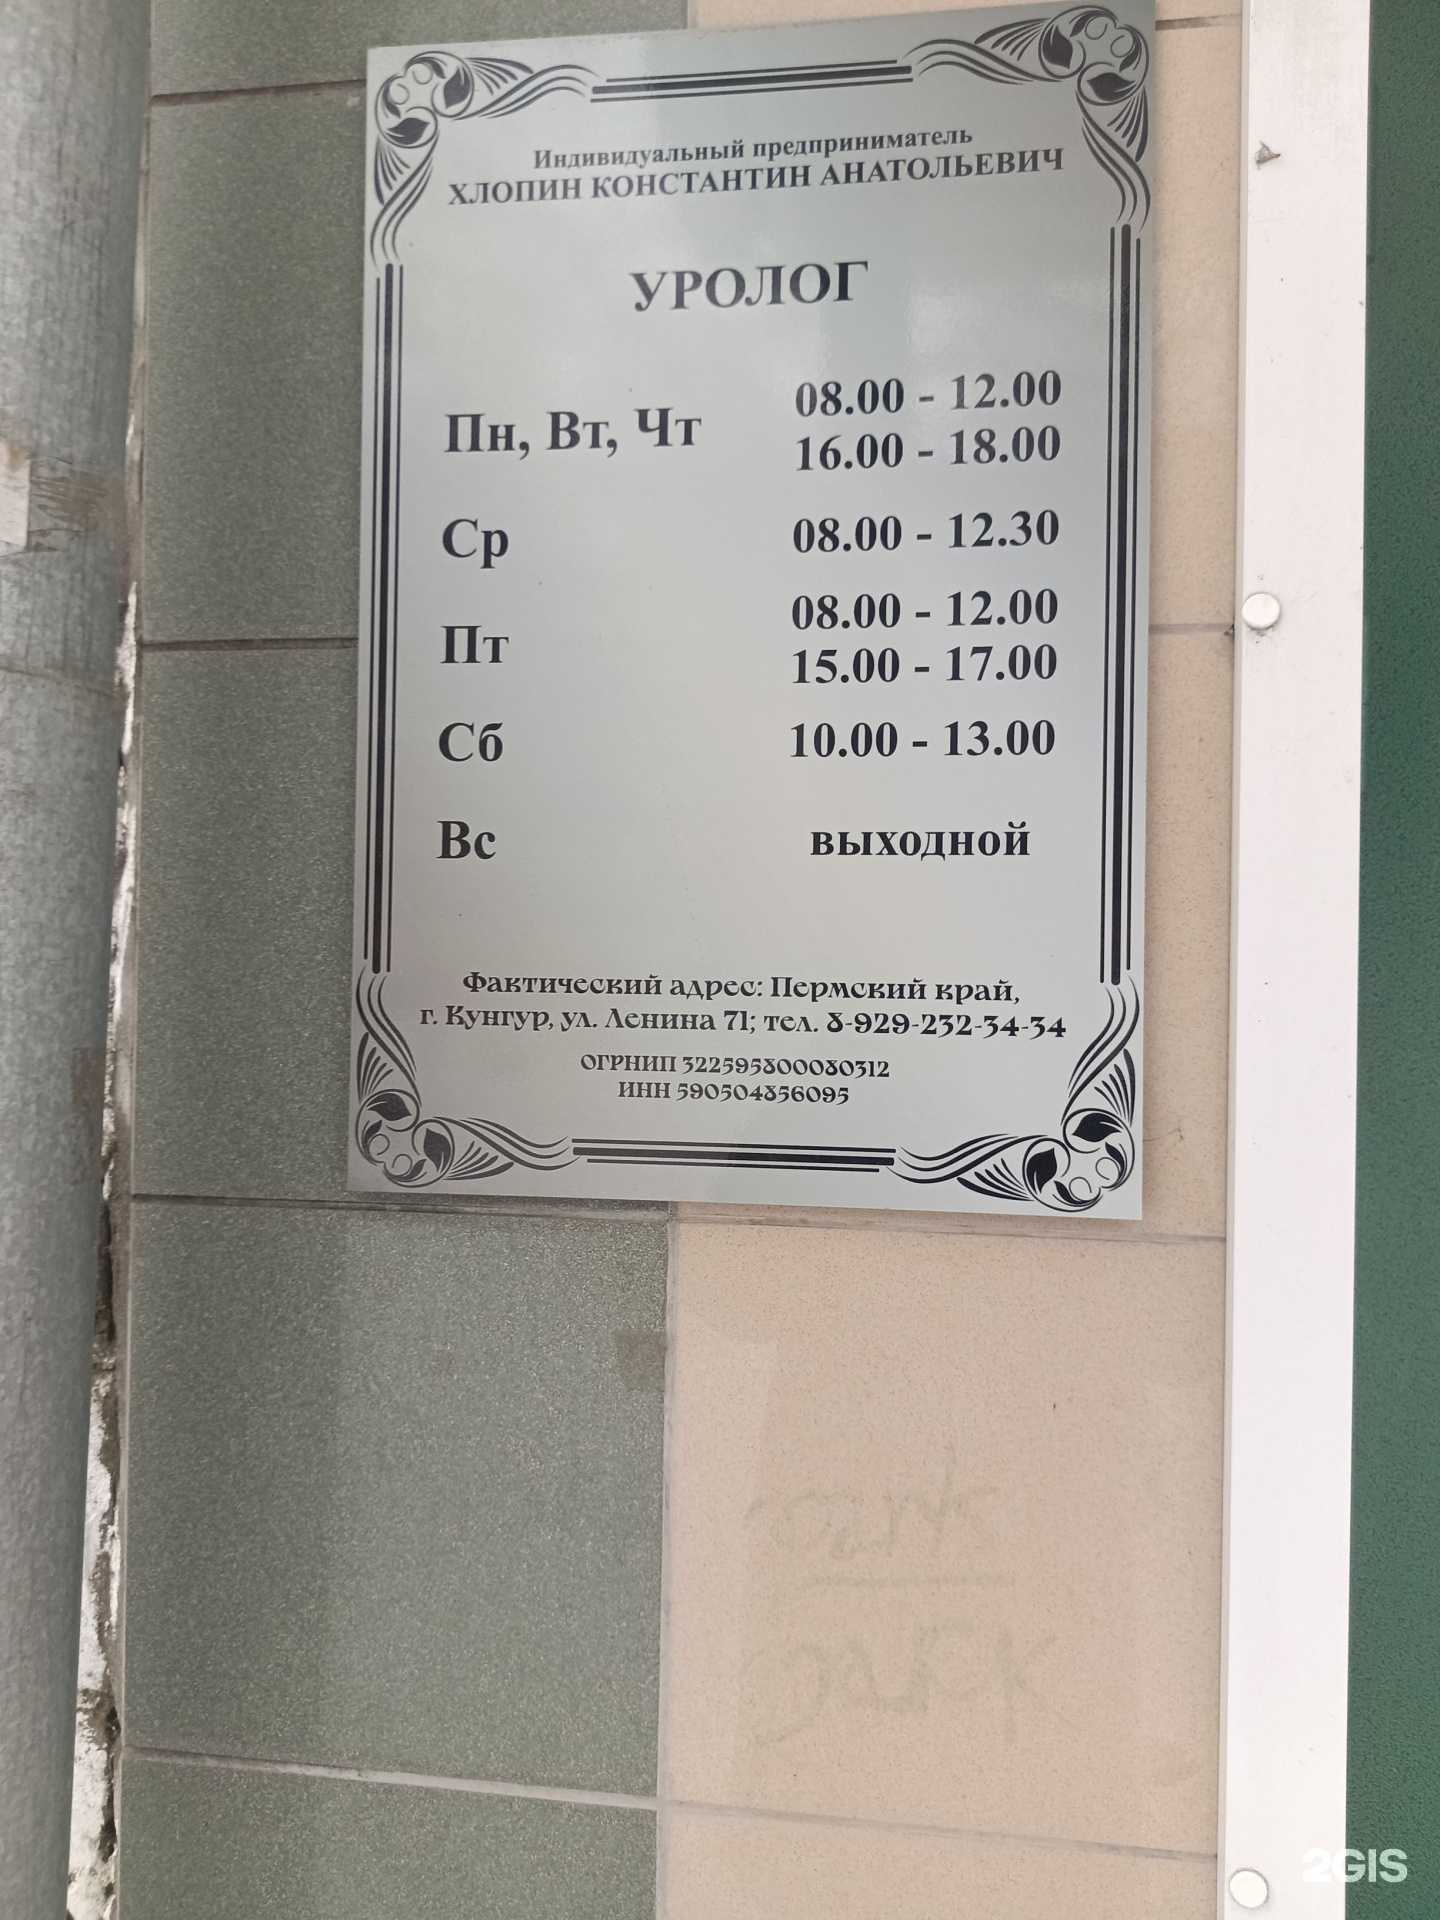 Индивидуальный предприниматель
ХЛОПИН КОНСТАНТИН АНАТОЛЬЕВИЧ
УРОЛОГ
Пн, Вт, Чт 08.00 - 12.00
16.00 - 18.00
Ср 08.00 - 12.30
Пт 08.00 - 12.00
15.00 - 17.00
Сб 10.00 - 13.00
Вс выходной
Фактический адрес: Пермский край,
г. Кунгур, ул. Ленина 71; тел. 8-929-232-34-34
ОГРНИП 322595800080312
ИНН 590504856095
2GIS